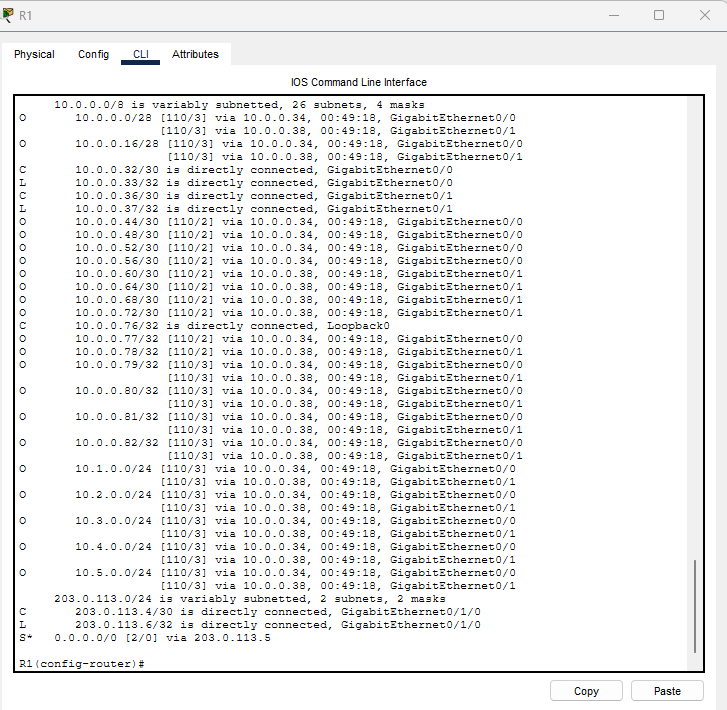 R1
Physical Config CLI Attributes
IOS Command Line Interface
10.0.0.0/8 is variably subnetted, 26 subnets, 4 masks
O 10.0.0.0/28 [110/3] via 10.0.0.34, 00:49:18, GigabitEthernet0/0
[110/3] via 10.0.0.38, 00:49:18, GigabitEthernet0/1
O 10.0.0.16/28 [110/3] via 10.0.0.34, 00:49:18, GigabitEthernet0/0
[110/3] via 10.0.0.38, 00:49:18, GigabitEthernet0/1
C 10.0.0.32/30 is directly connected, GigabitEthernet0/0
L 10.0.0.33/32 is directly connected, GigabitEthernet0/0
C 10.0.0.36/30 is directly connected, GigabitEthernet0/1
L 10.0.0.37/32 is directly connected, GigabitEthernet0/1
O 10.0.0.44/30 [110/2] via 10.0.0.34, 00:49:18, GigabitEthernet0/0
O 10.0.0.48/30 [110/2] via 10.0.0.34, 00:49:18, GigabitEthernet0/0
O 10.0.0.52/30 [110/2] via 10.0.0.34, 00:49:18, GigabitEthernet0/0
O 10.0.0.56/30 [110/2] via 10.0.0.34, 00:49:18, GigabitEthernet0/0
O 10.0.0.60/30 [110/2] via 10.0.0.38, 00:49:18, GigabitEthernet0/1
O 10.0.0.64/30 [110/2] via 10.0.0.38, 00:49:18, GigabitEthernet0/1
O 10.0.0.68/30 [110/2] via 10.0.0.38, 00:49:18, GigabitEthernet0/1
O 10.0.0.72/30 [110/2] via 10.0.0.38, 00:49:18, GigabitEthernet0/1
C 10.0.0.76/32 is directly connected, Loopback0
O 10.0.0.77/32 [110/2] via 10.0.0.34, 00:49:18, GigabitEthernet0/0
O 10.0.0.78/32 [110/2] via 10.0.0.38, 00:49:18, GigabitEthernet0/1
O 10.0.0.79/32 [110/3] via 10.0.0.34, 00:49:18, GigabitEthernet0/0
[110/3] via 10.0.0.38, 00:49:18, GigabitEthernet0/1
O 10.0.0.80/32 [110/3] via 10.0.0.34, 00:49:18, GigabitEthernet0/0
[110/3] via 10.0.0.38, 00:49:18, GigabitEthernet0/1
O 10.0.0.81/32 [110/3] via 10.0.0.34, 00:49:18, GigabitEthernet0/0
[110/3] via 10.0.0.38, 00:49:18, GigabitEthernet0/1
O 10.0.0.82/32 [110/3] via 10.0.0.34, 00:49:18, GigabitEthernet0/0
[110/3] via 10.0.0.38, 00:49:18, GigabitEthernet0/1
O 10.1.0.0/24 [110/3] via 10.0.0.34, 00:49:18, GigabitEthernet0/0
[110/3] via 10.0.0.38, 00:49:18, GigabitEthernet0/1
O 10.2.0.0/24 [110/3] via 10.0.0.34, 00:49:18, GigabitEthernet0/0
[110/3] via 10.0.0.38, 00:49:18, GigabitEthernet0/1
O 10.3.0.0/24 [110/3] via 10.0.0.34, 00:49:18, GigabitEthernet0/0
[110/3] via 10.0.0.38, 00:49:18, GigabitEthernet0/1
O 10.4.0.0/24 [110/3] via 10.0.0.34, 00:49:18, GigabitEthernet0/0
[110/3] via 10.0.0.38, 00:49:18, GigabitEthernet0/1
O 10.5.0.0/24 [110/3] via 10.0.0.34, 00:49:18, GigabitEthernet0/0
[110/3] via 10.0.0.38, 00:49:18, GigabitEthernet0/1
203.0.113.0/24 is variably subnetted, 2 subnets, 2 masks
C 203.0.113.4/30 is directly connected, GigabitEthernet0/1/0
L 203.0.113.6/32 is directly connected, GigabitEthernet0/1/0
S* 0.0.0.0/0 [2/0] via 203.0.113.5
R1(config-router)#
Copy Paste